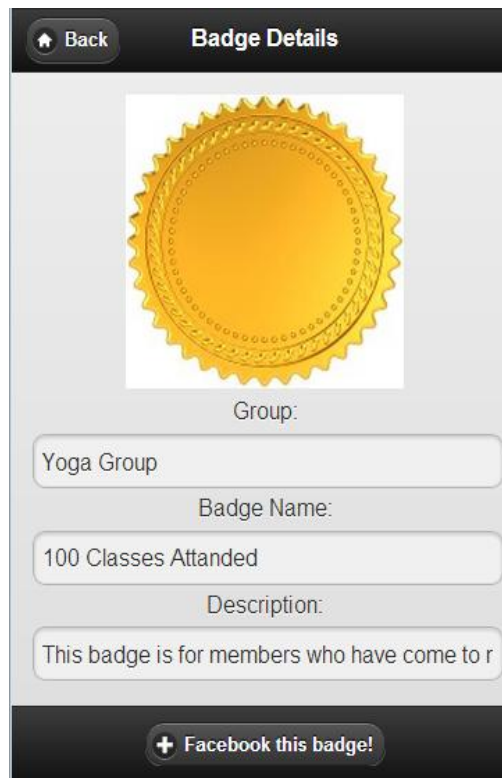 Back
Badge Details
Group:
Yoga Group
Badge Name:
100 Classes Attanded
Description:
This badge is for members who have come to r
Facebook this badge!